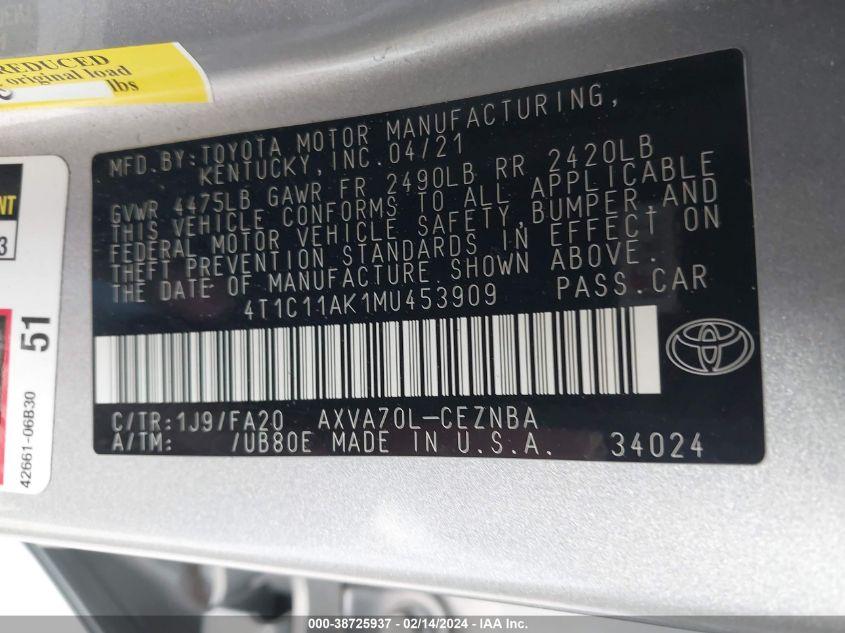 REDUCED
original load
lbs
MFD.BY:TOYOTA MOTOR MANUFACTURING,
KENTUCKY,INC.04/21
GVWR 4475LB GAWR FR 2490LB RR 2420LB
THIS VEHICLE CONFORMS TO ALL APPLICABLE
FEDERAL MOTOR VEHICLE SAFETY,BUMPER,AND
THEFT PREVENTION STANDARDS IN EFFECT ON
THE DATE OF MANUFACTURE SHOWN ABOVE.
4T1C11AK1MU453909 PASS.CAR
C/TR:1J9/FA20 AXVA70L-CEZNBA
A/TM: /UB80E MADE IN U.S.A. 34024
NT
3
51
42661-06B30
000-38725937 - 02/14/2024 - IAAI Inc.